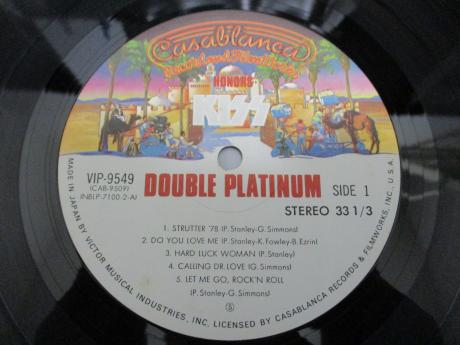 Casablanca
Record and FilmWorks
HONORS
KISS
VIP-9549
(CAB-9509)
(NBLP-7100-2-A)
DOUBLE PLATINUM
SIDE 1
STEREO 33 1/3
1. STRUTTER '78 (P. Stanley-G. Simmons)
2. DO YOU LOVE ME (P. Stanley-K. Fowley-B. Ezrin)
3. HARD LUCK WOMAN (P. Stanley)
4. CALLING DR. LOVE (G. Simmons)
5. LET ME GO, ROCK'N ROLL
(P. Stanley-G. Simmons)
Ⓢ
MADE IN JAPAN BY VICTOR MUSICAL INDUSTRIES, INC. LICENSED BY CASABLANCA RECORDS & FILMWORKS, INC., U.S.A.